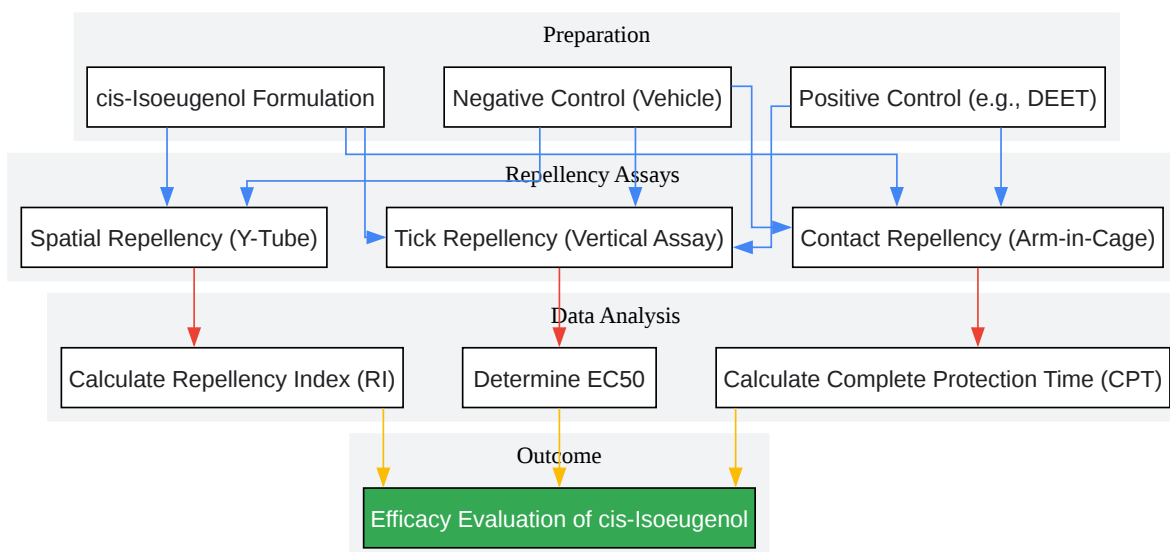 Preparation
cis-Isoeugenol Formulation
Negative Control (Vehicle)
Positive Control (e.g., DEET)
Repellency Assays
Spatial Repellency (Y-Tube)
Tick Repellency (Vertical Assay)
Contact Repellency (Arm-in-Cage)
Data Analysis
Calculate Repellency Index (RI)
Determine EC50
Calculate Complete Protection Time (CPT)
Outcome
Efficacy Evaluation of cis-Isoeugenol